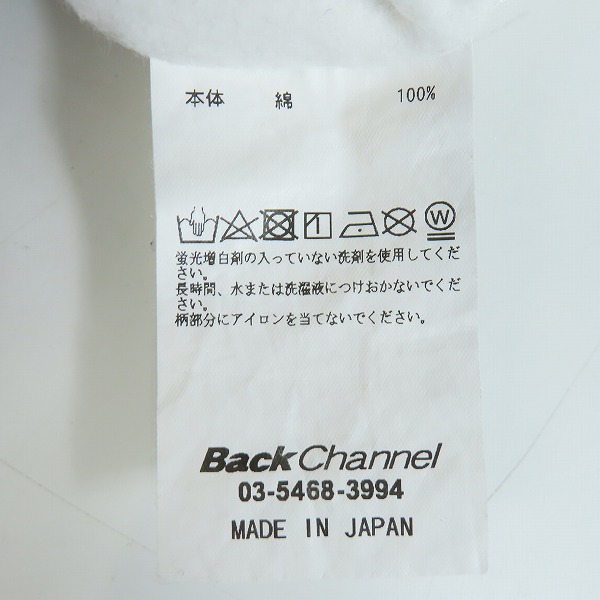 本体 綿 100%
W
蛍光増白剤の入っていない洗剤を使用してくだ
さい。
長時間、水または洗濯液につけおかないでくだ
さい。
柄部分にアイロンを当てないでください。
Back Channel
03-5468-3994
MADE IN JAPAN